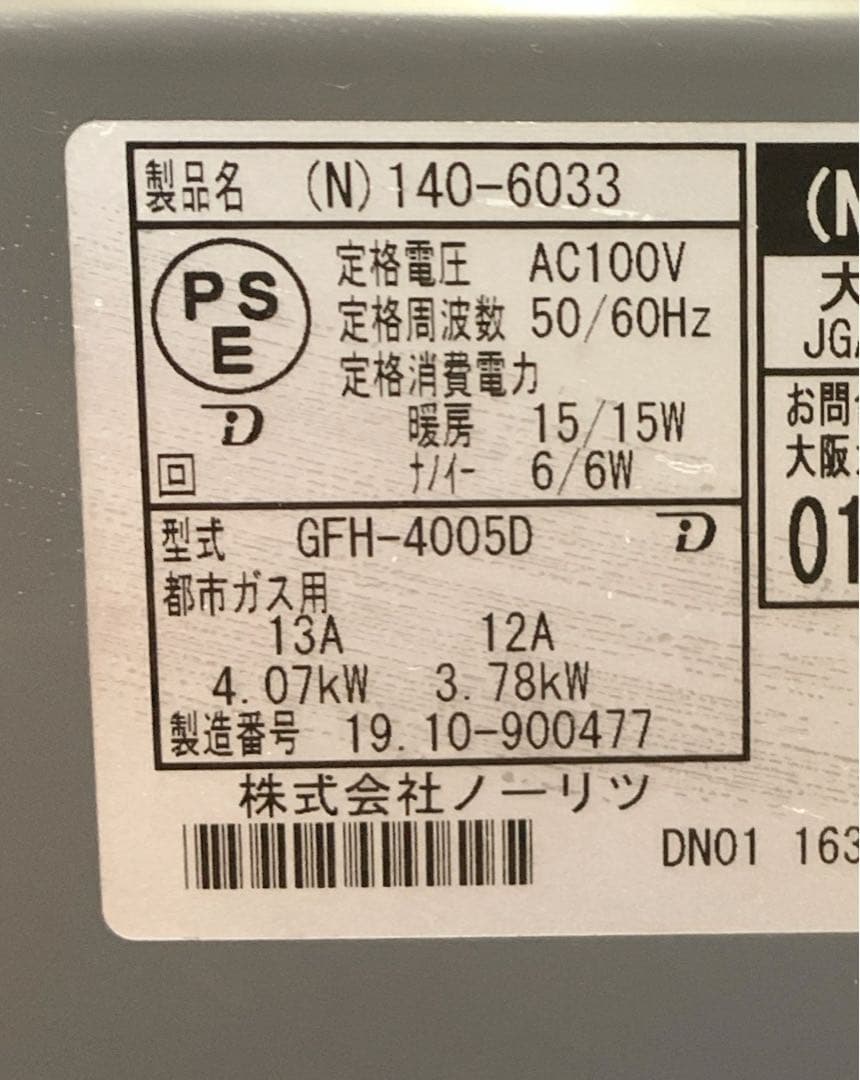 製品名 (N)140-6033
PS
E
定格電圧 AC100V
定格周波数 50/60Hz
定格消費電力
暖房 15/15W
ナノイー 6/6W
型式 GFH-4005D
都市ガス用
13A 12A
4.07kW 3.78kW
製造番号 19.10-900477
株式会社ノーリツ
DN01 163
(N
大
JG
お問
大阪
01